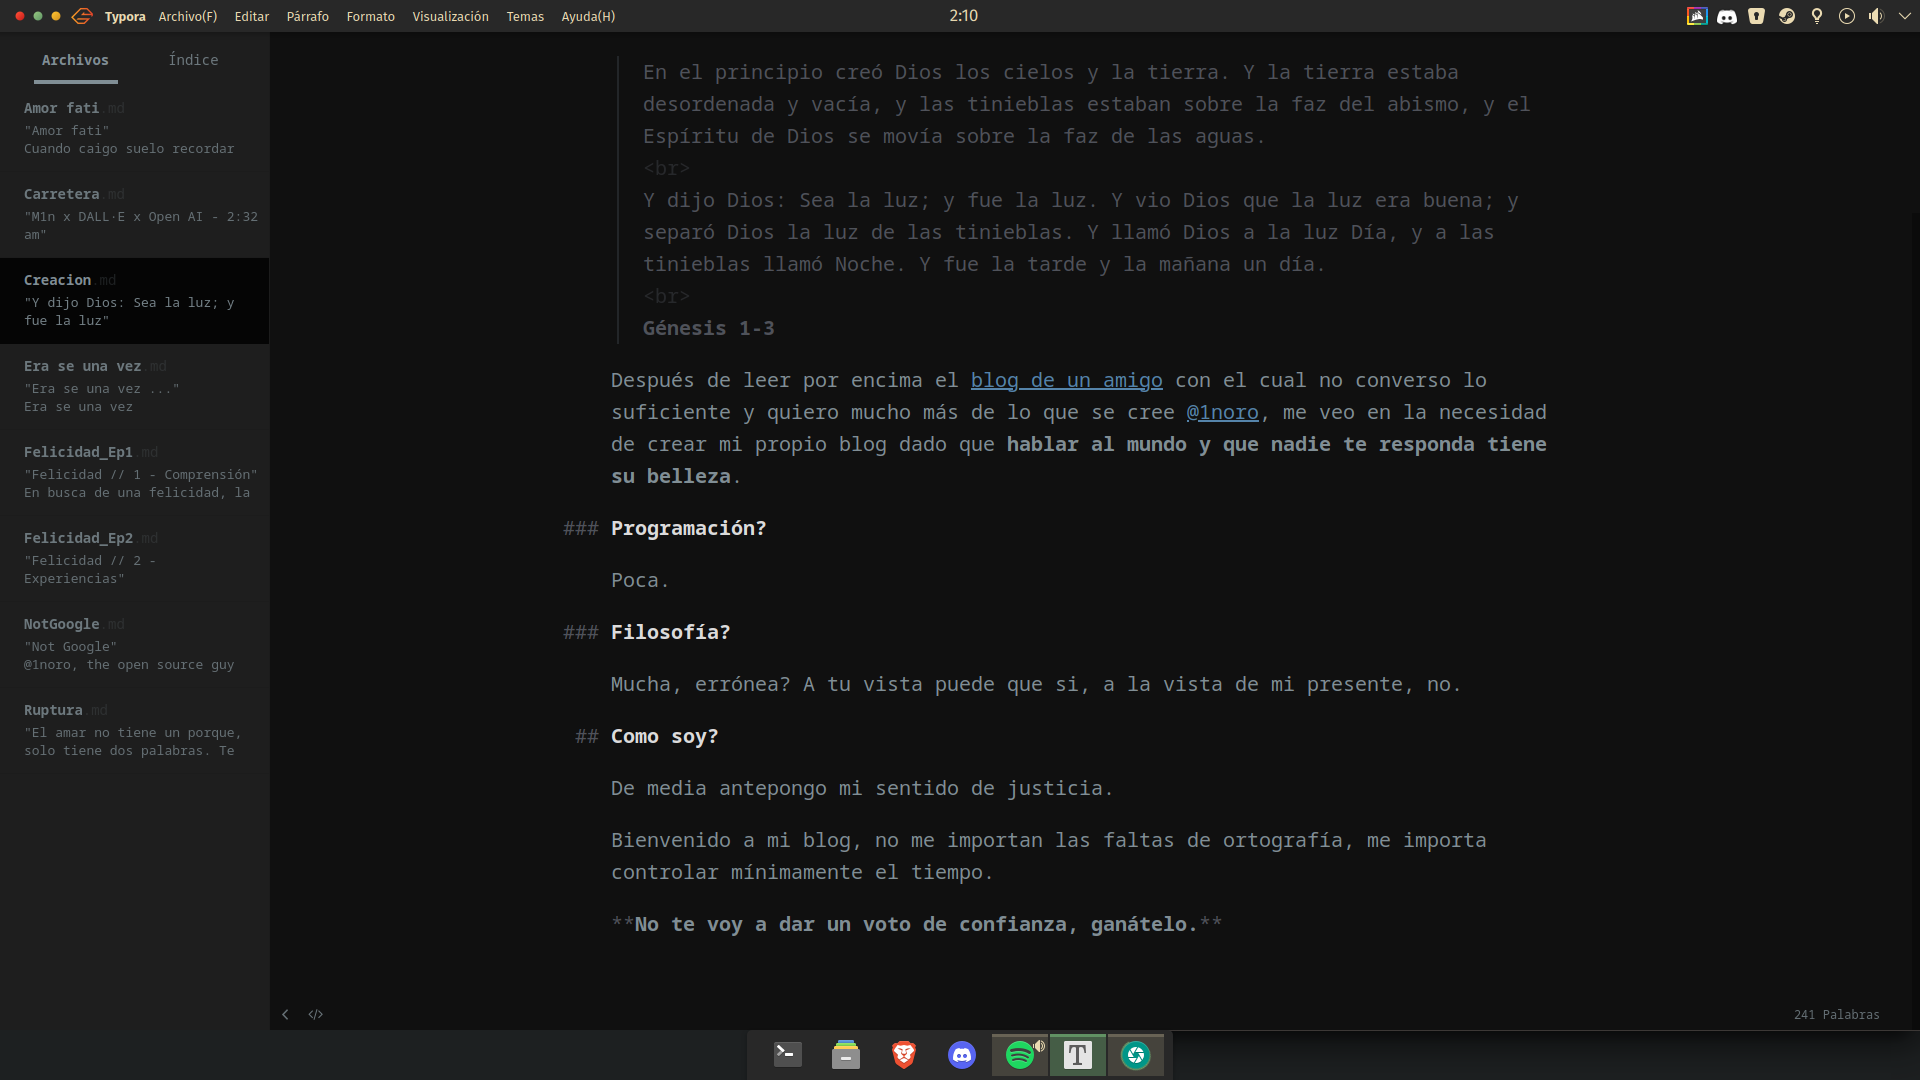 Typora Archivo(F) Editar Párrafo Formato Visualización Temas Ayuda(H)
2:10
Archivos Índice
Amor fati.md
"Amor fati"
Cuando caigo suelo recordar
Carretera.md
"M1n x DALL·E x Open AI - 2:32
am"
Creacion.md
"Y dijo Dios: Sea la luz; y
fue la luz"
Era se una vez.md
"Era se una vez ..."
Era se una vez
Felicidad_Ep1.md
"Felicidad // 1 - Comprensión"
En busca de una felicidad, la
Felicidad_Ep2.md
"Felicidad // 2 -
Experiencias"
NotGoogle.md
"Not Google"
@1noro, the open source guy
Ruptura.md
"El amar no tiene un porque,
solo tiene dos palabras. Te
En el principio creó Dios los cielos y la tierra. Y la tierra estaba
desordenada y vacía, y las tinieblas estaban sobre la faz del abismo, y el
Espíritu de Dios se movía sobre la faz de las aguas.
<br>
Y dijo Dios: Sea la luz; y fue la luz. Y vio Dios que la luz era buena; y
separó Dios la luz de las tinieblas. Y llamó Dios a la luz Día, y a las
tinieblas llamó Noche. Y fue la tarde y la mañana un día.
<br>
Génesis 1-3
Después de leer por encima el blog de un amigo con el cual no converso lo
suficiente y quiero mucho más de lo que se cree @1noro, me veo en la necesidad
de crear mi propio blog dado que hablar al mundo y que nadie te responda tiene
su belleza.
### Programación?
Poca.
### Filosofía?
Mucha, errónea? A tu vista puede que si, a la vista de mi presente, no.
## Como soy?
De media antepongo mi sentido de justicia.
Bienvenido a mi blog, no me importan las faltas de ortografía, me importa
controlar mínimamente el tiempo.
**No te voy a dar un voto de confianza, ganátelo.**
</> 241 Palabras